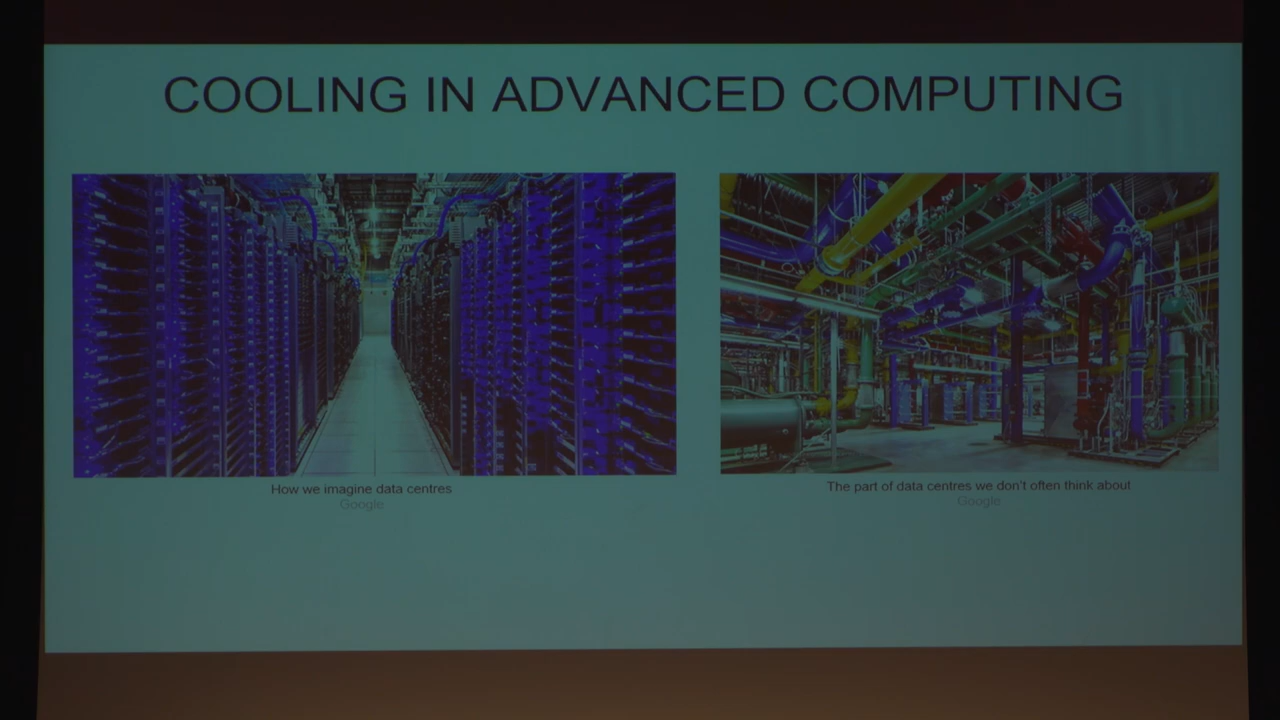 COOLING IN ADVANCED COMPUTING
How we imagine data centres
Google
The part of data centres we don't often think about
Google